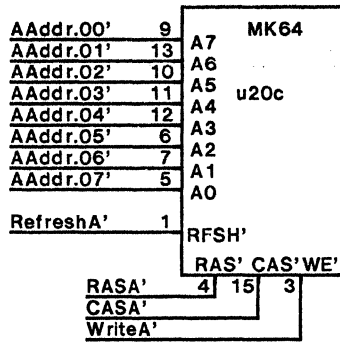 AAddr.00' 9 A7 MK64
AAddr.01' 13 A6
AAddr.02' 10 A5 u20c
AAddr.03' 11 A4
AAddr.04' 12 A3
AAddr.05' 6 A2
AAddr.06' 7 A1
AAddr.07' 5 A0
RefreshA' 1 RFSH'
RAS' CAS' WE'
RASA' 4 15 3
CASA'
WriteA'